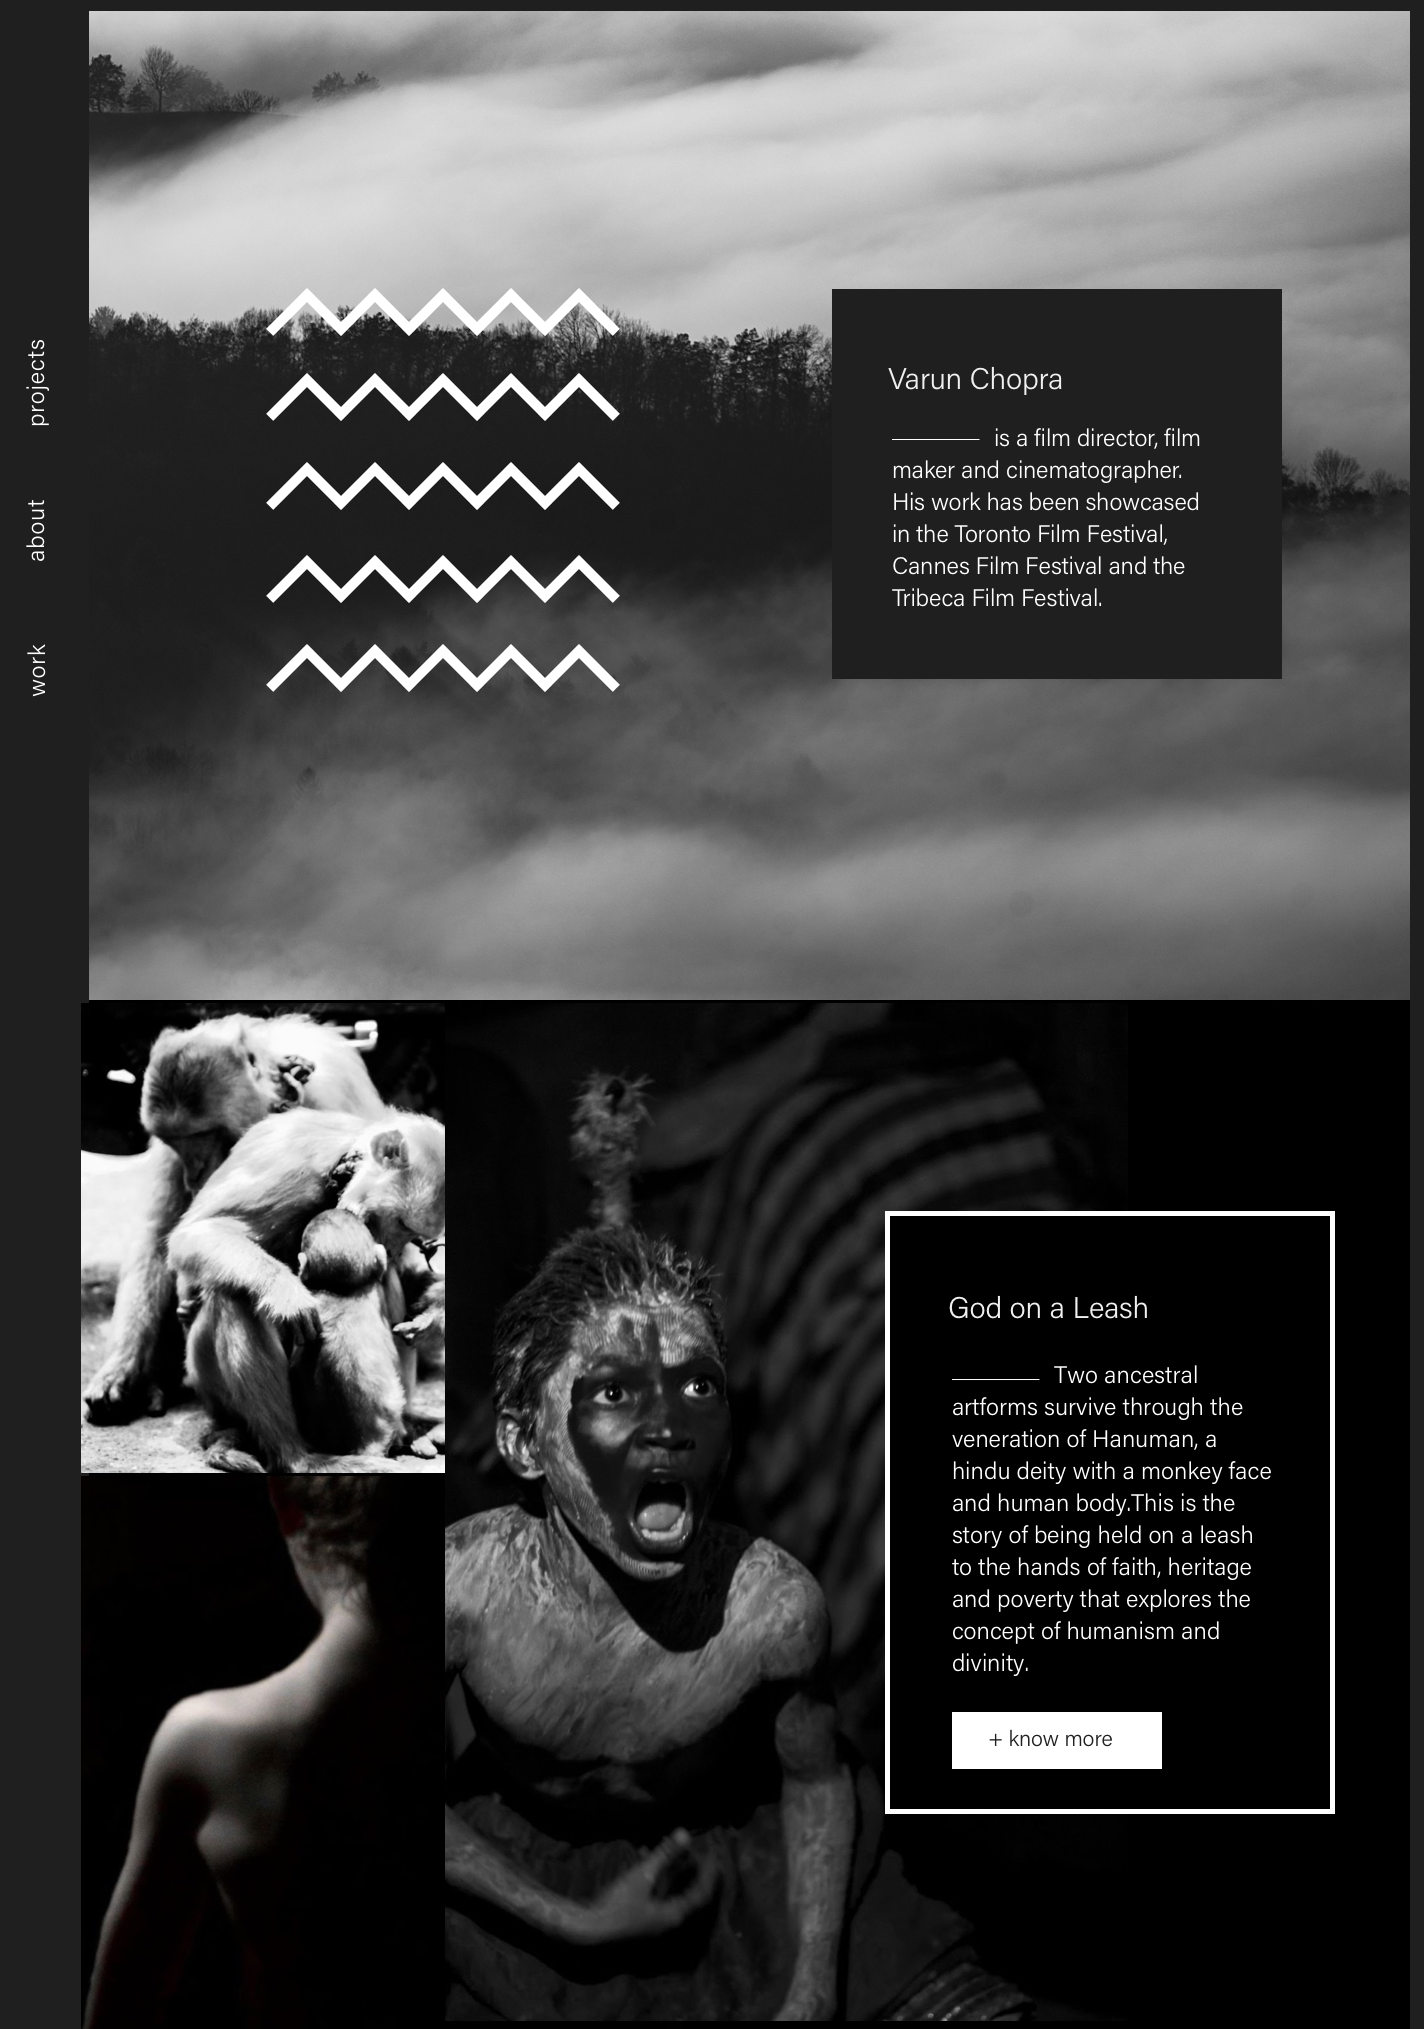 projects
about
work
Varun Chopra
is a film director, film
maker and cinematographer.
His work has been showcased
in the Toronto Film Festival,
Cannes Film Festival and the
Tribeca Film Festival.
God on a Leash
Two ancestral
artforms survive through the
veneration of Hanuman, a
hindu deity with a monkey face
and human body.This is the
story of being held on a leash
to the hands of faith, heritage
and poverty that explores the
concept of humanism and
divinity.
+ know more